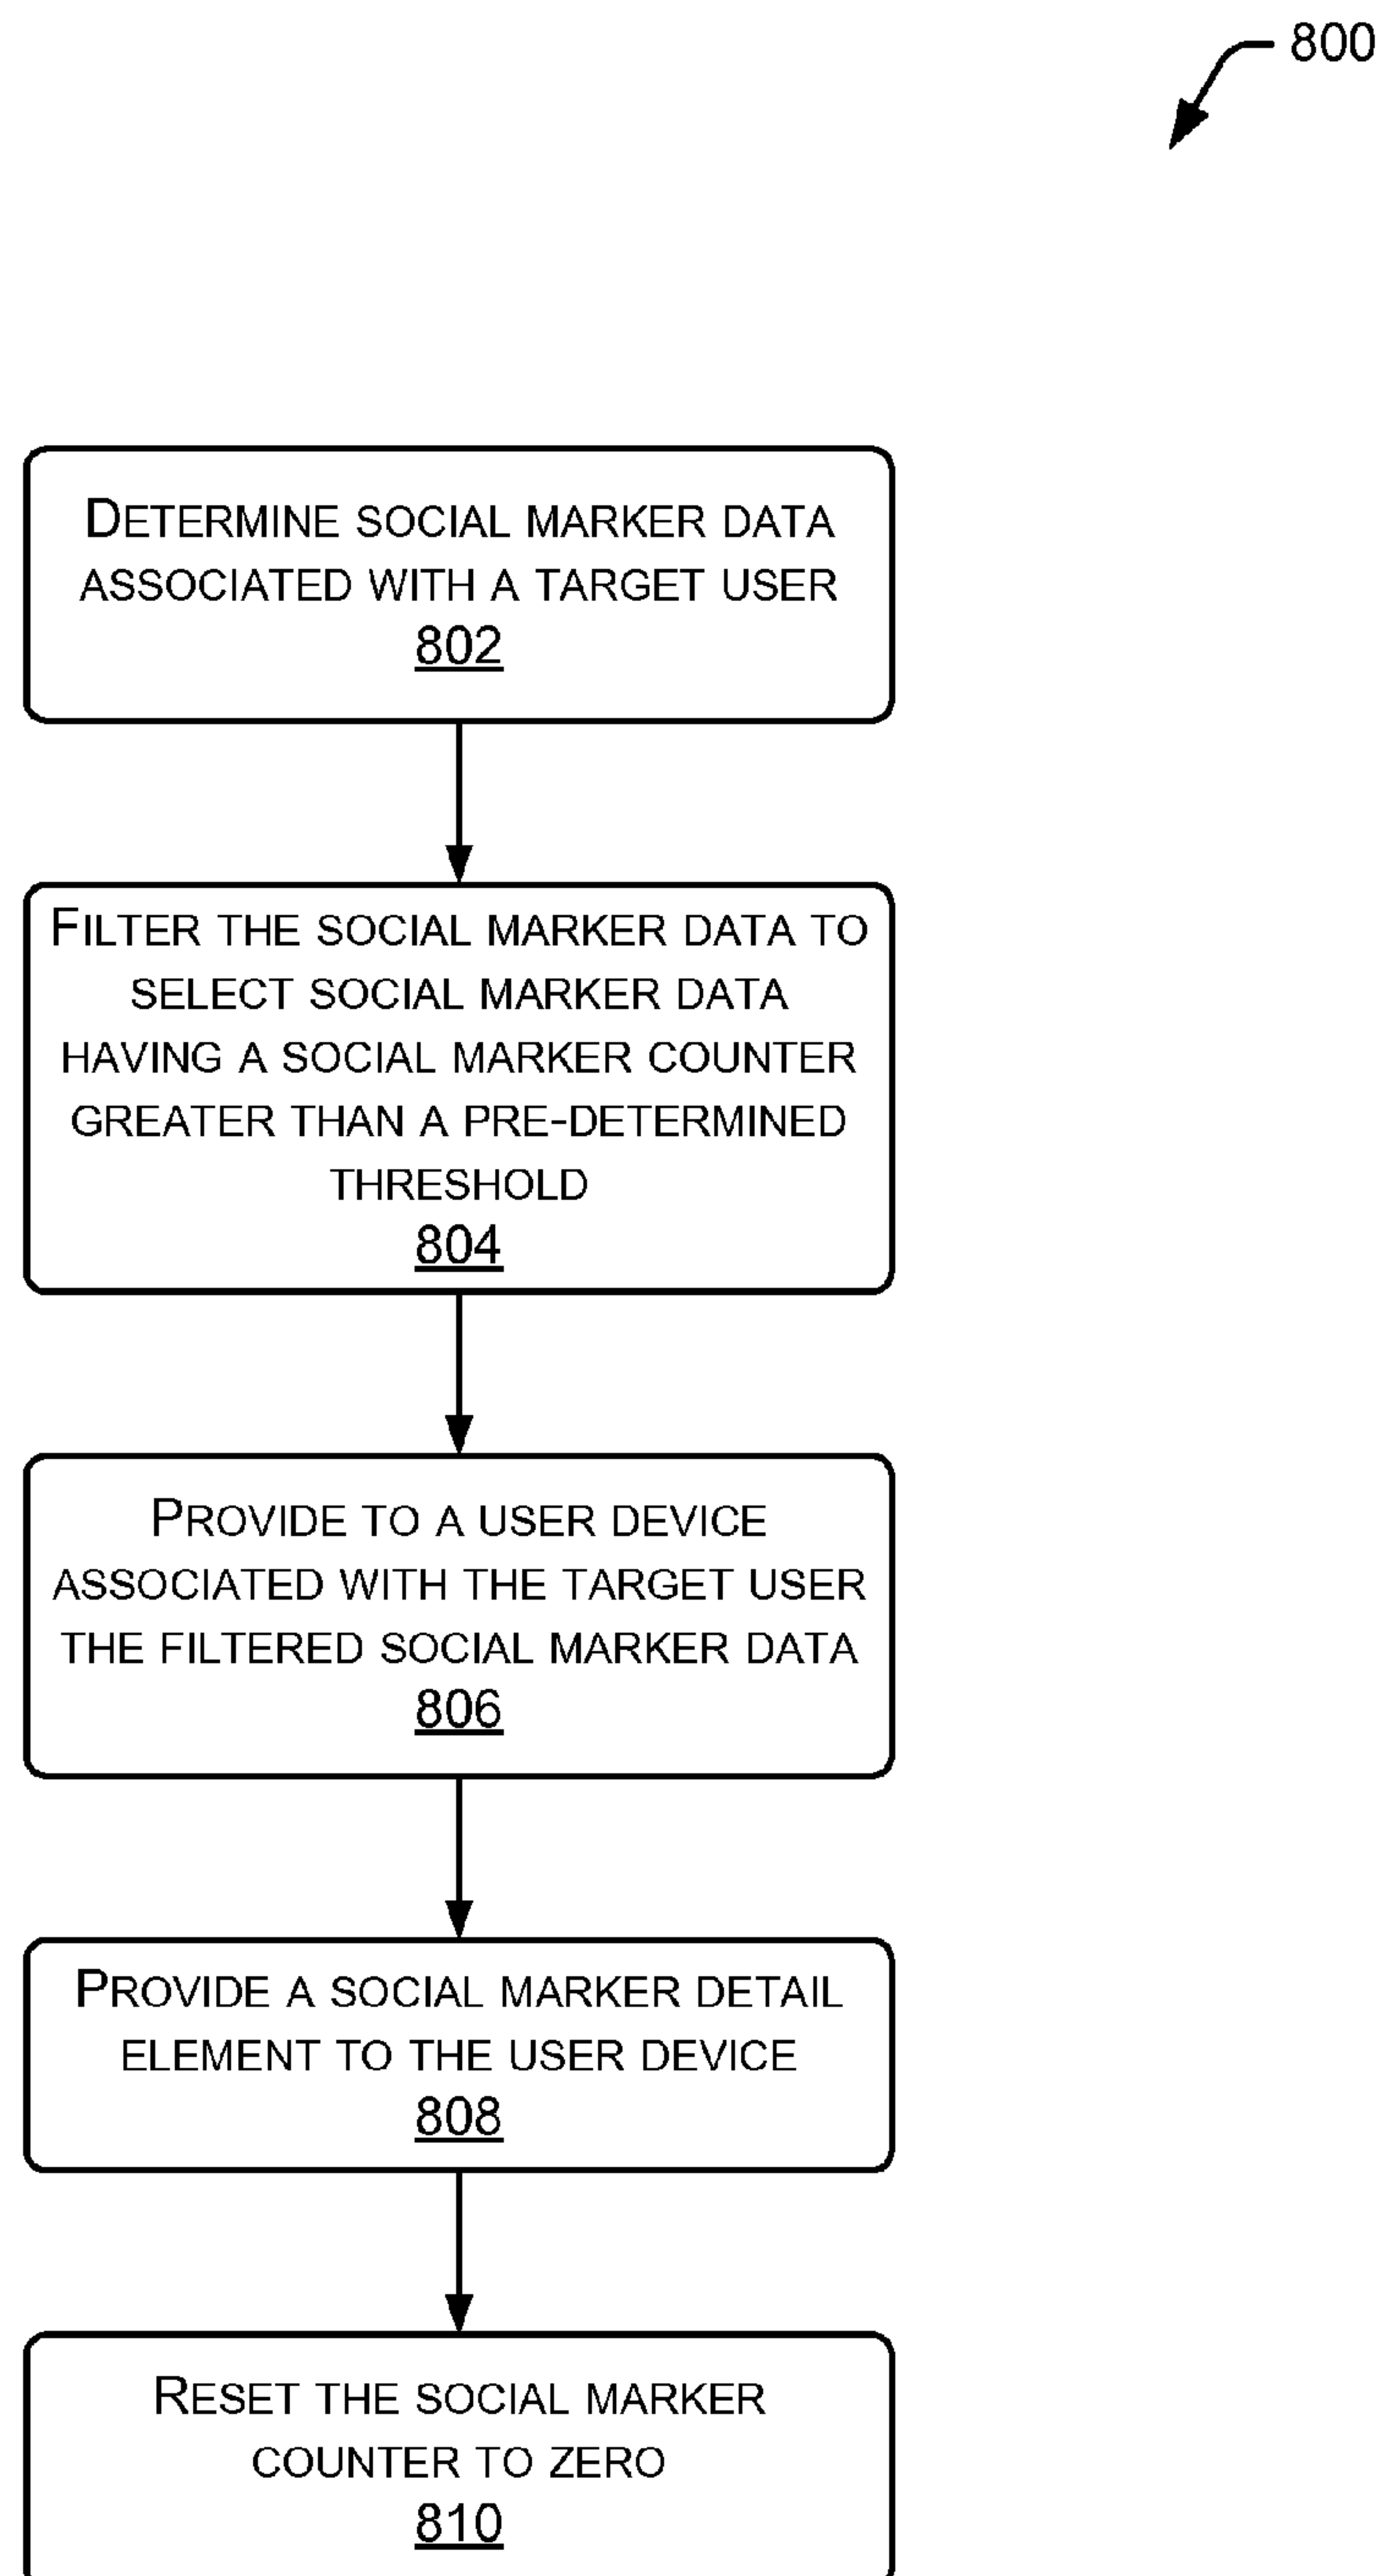 800
DETERMINE SOCIAL MARKER DATA
ASSOCIATED WITH A TARGET USER
802
FILTER THE SOCIAL MARKER DATA TO
SELECT SOCIAL MARKER DATA
HAVING A SOCIAL MARKER COUNTER
GREATER THAN A PRE-DETERMINED
THRESHOLD
804
PROVIDE TO A USER DEVICE
ASSOCIATED WITH THE TARGET USER
THE FILTERED SOCIAL MARKER DATA
806
PROVIDE A SOCIAL MARKER DETAIL
ELEMENT TO THE USER DEVICE
808
RESET THE SOCIAL MARKER
COUNTER TO ZERO
810